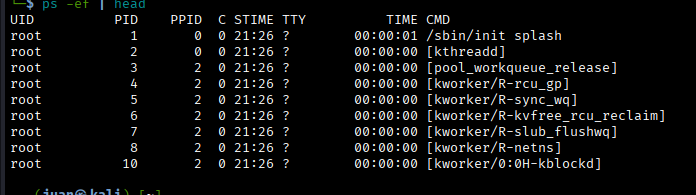 └─$ ps -ef | head
UID          PID    PPID  C STIME TTY          TIME CMD
root           1       0  0 21:26 ?        00:00:01 /sbin/init splash
root           2       0  0 21:26 ?        00:00:00 [kthreadd]
root           3       2  0 21:26 ?        00:00:00 [pool_workqueue_release]
root           4       2  0 21:26 ?        00:00:00 [kworker/R-rcu_gp]
root           5       2  0 21:26 ?        00:00:00 [kworker/R-sync_wq]
root           6       2  0 21:26 ?        00:00:00 [kworker/R-kvfree_rcu_reclaim]
root           7       2  0 21:26 ?        00:00:00 [kworker/R-slub_flushwq]
root           8       2  0 21:26 ?        00:00:00 [kworker/R-netns]
root          10       2  0 21:26 ?        00:00:00 [kworker/0:0H-kblockd]
(juan㉿kali) [~]